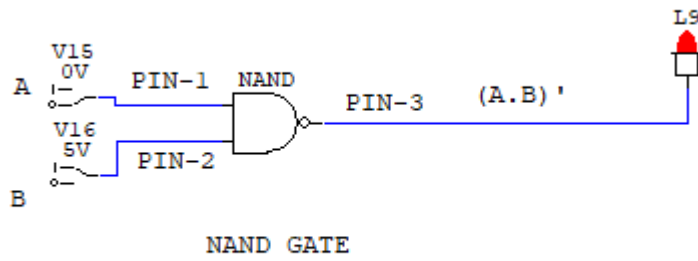 L9
V15
0V
A
PIN-1
NAND
PIN-3
(A.B)'
V16
5V
PIN-2
B
NAND GATE